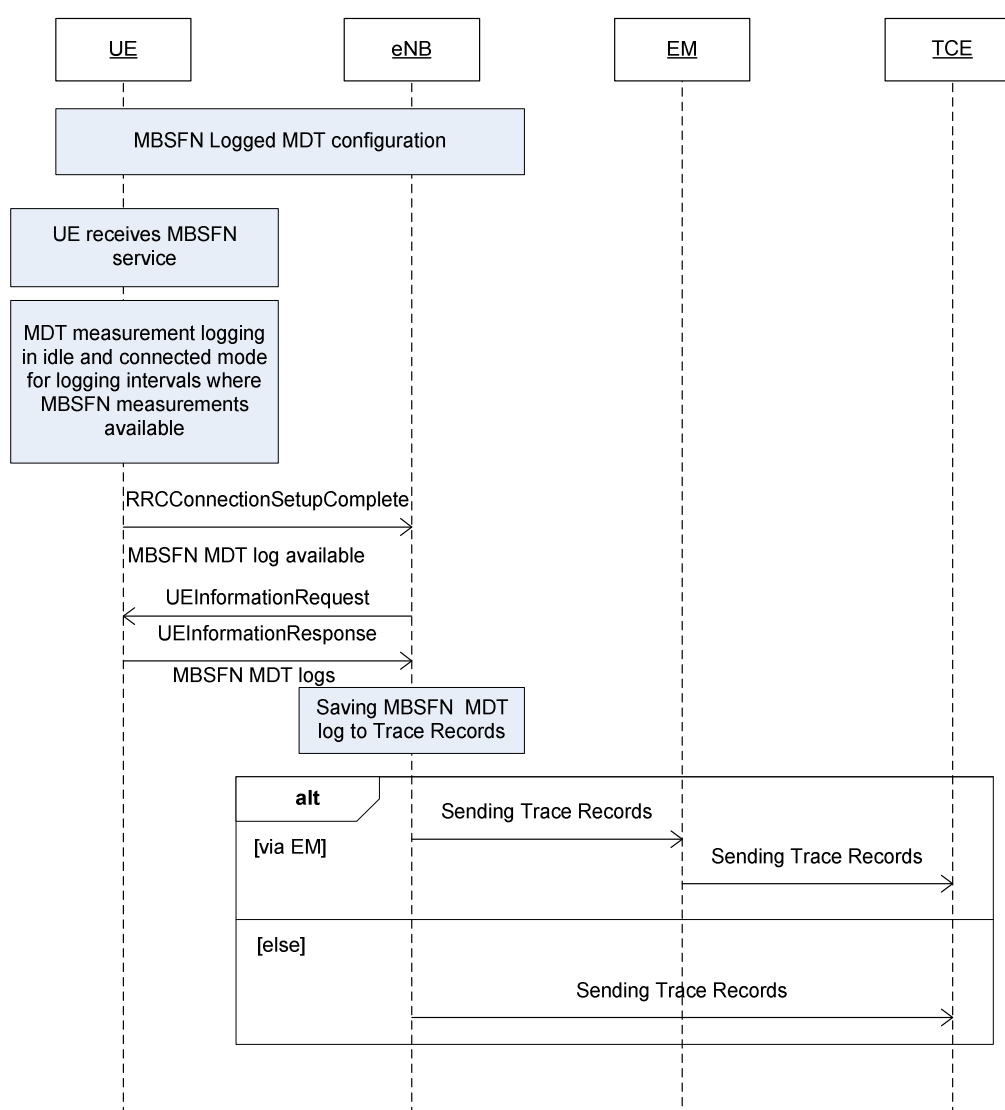 UE
eNB
EM
TCE
MBSFN Logged MDT configuration
UE receives MBSFN
service
MDT measurement logging
in idle and connected mode
for logging intervals where
MBSFN measurements
available
RRCConnectionSetupComplete
MBSFN MDT log available
UEInformationRequest
UEInformationResponse
MBSFN MDT logs
Saving MBSFN MDT
log to Trace Records
alt
Sending Trace Records
[via EM]
Sending Trace Records
[else]
Sending Trace Records